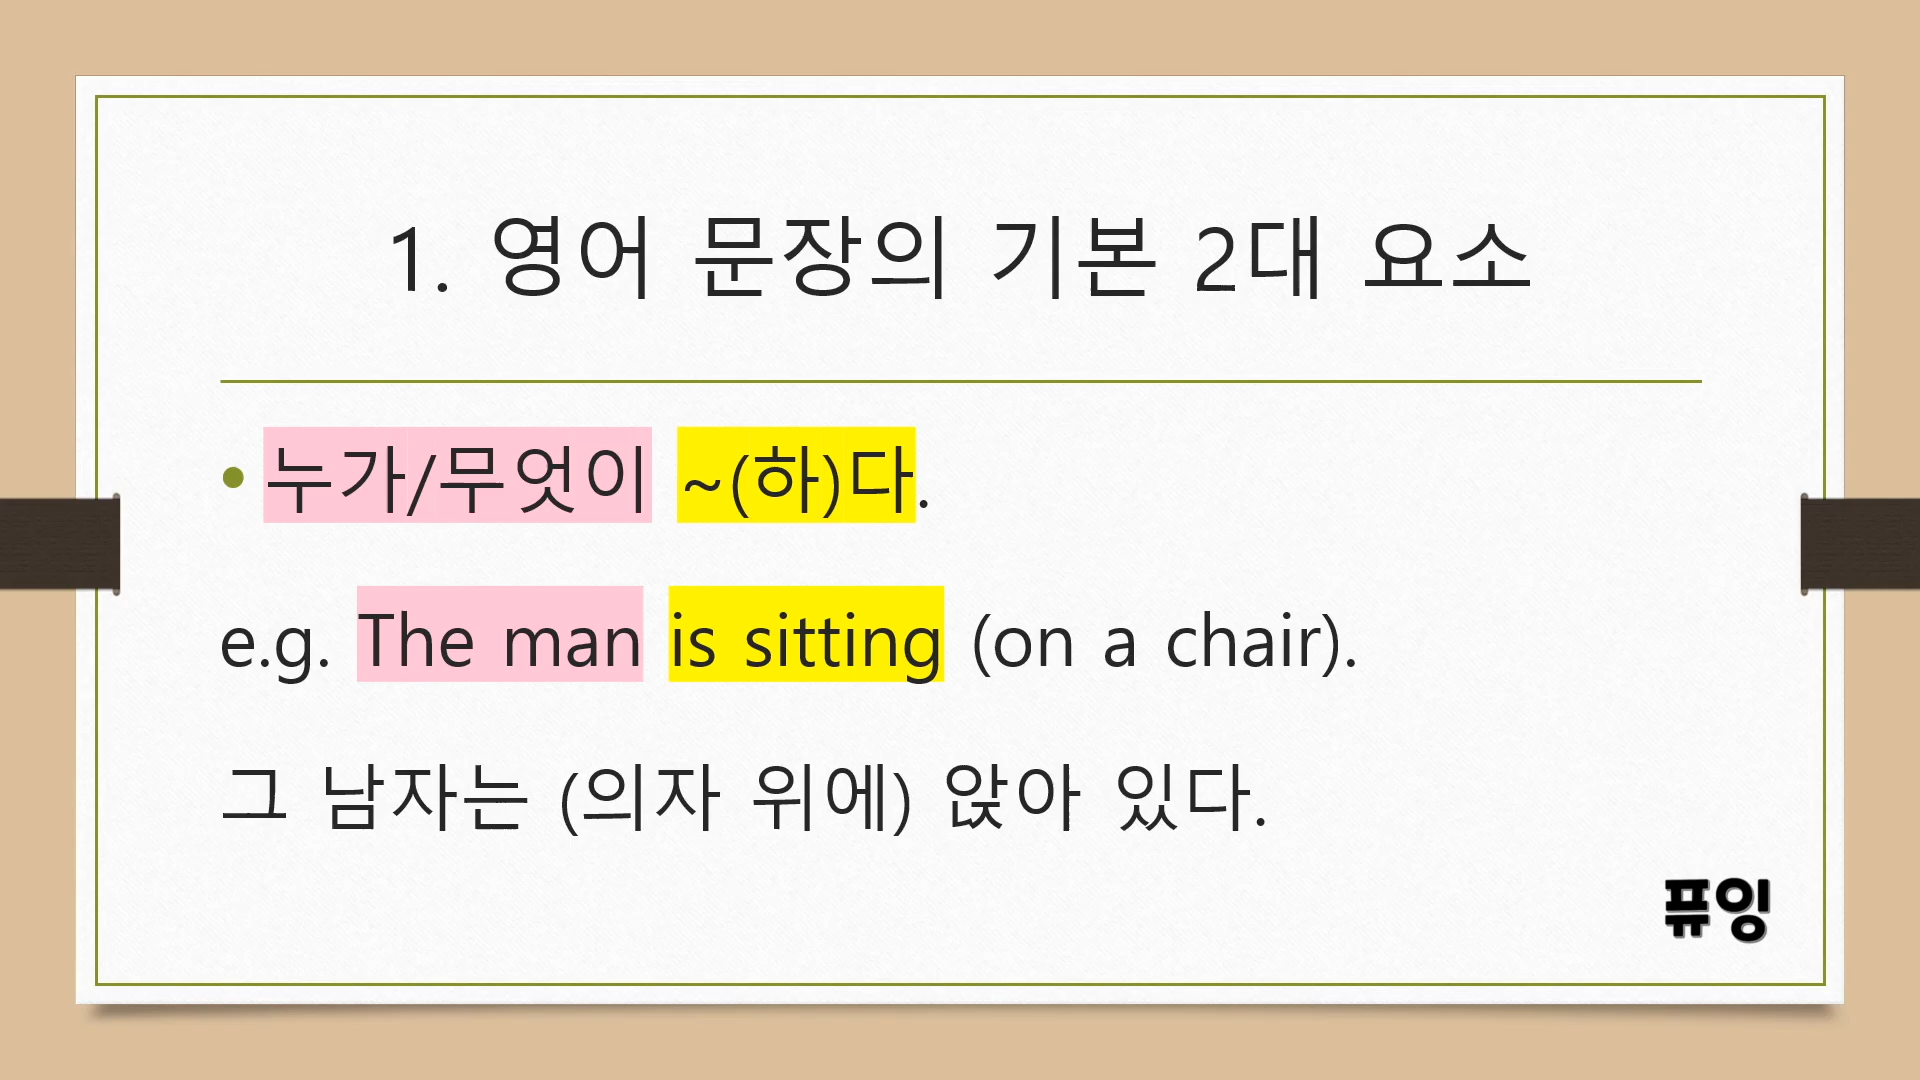 1. 영어 문장의 기본 2대 요소
• 누가/무엇이 ~(하)다.
e.g. The man is sitting (on a chair).
그 남자는 (의자 위에) 앉아 있다.
퓨잉